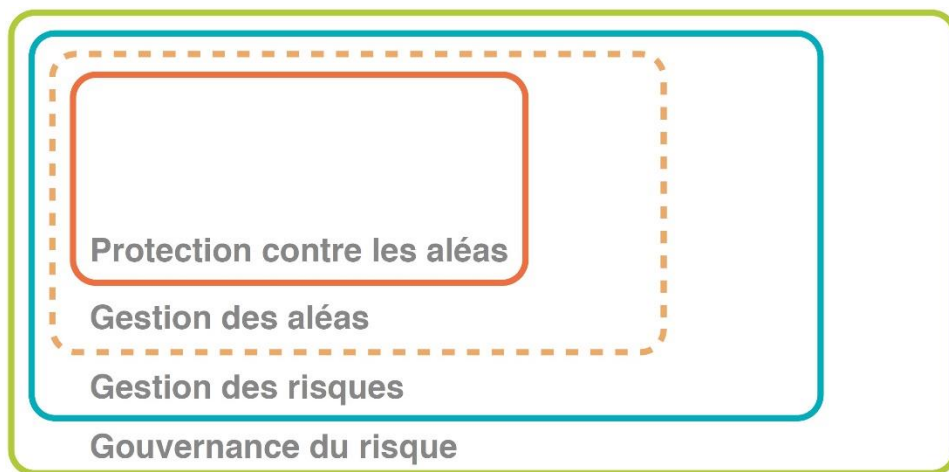 Protection contre les aléas
Gestion des aléas
Gestion des risques
Gouvernance du risque